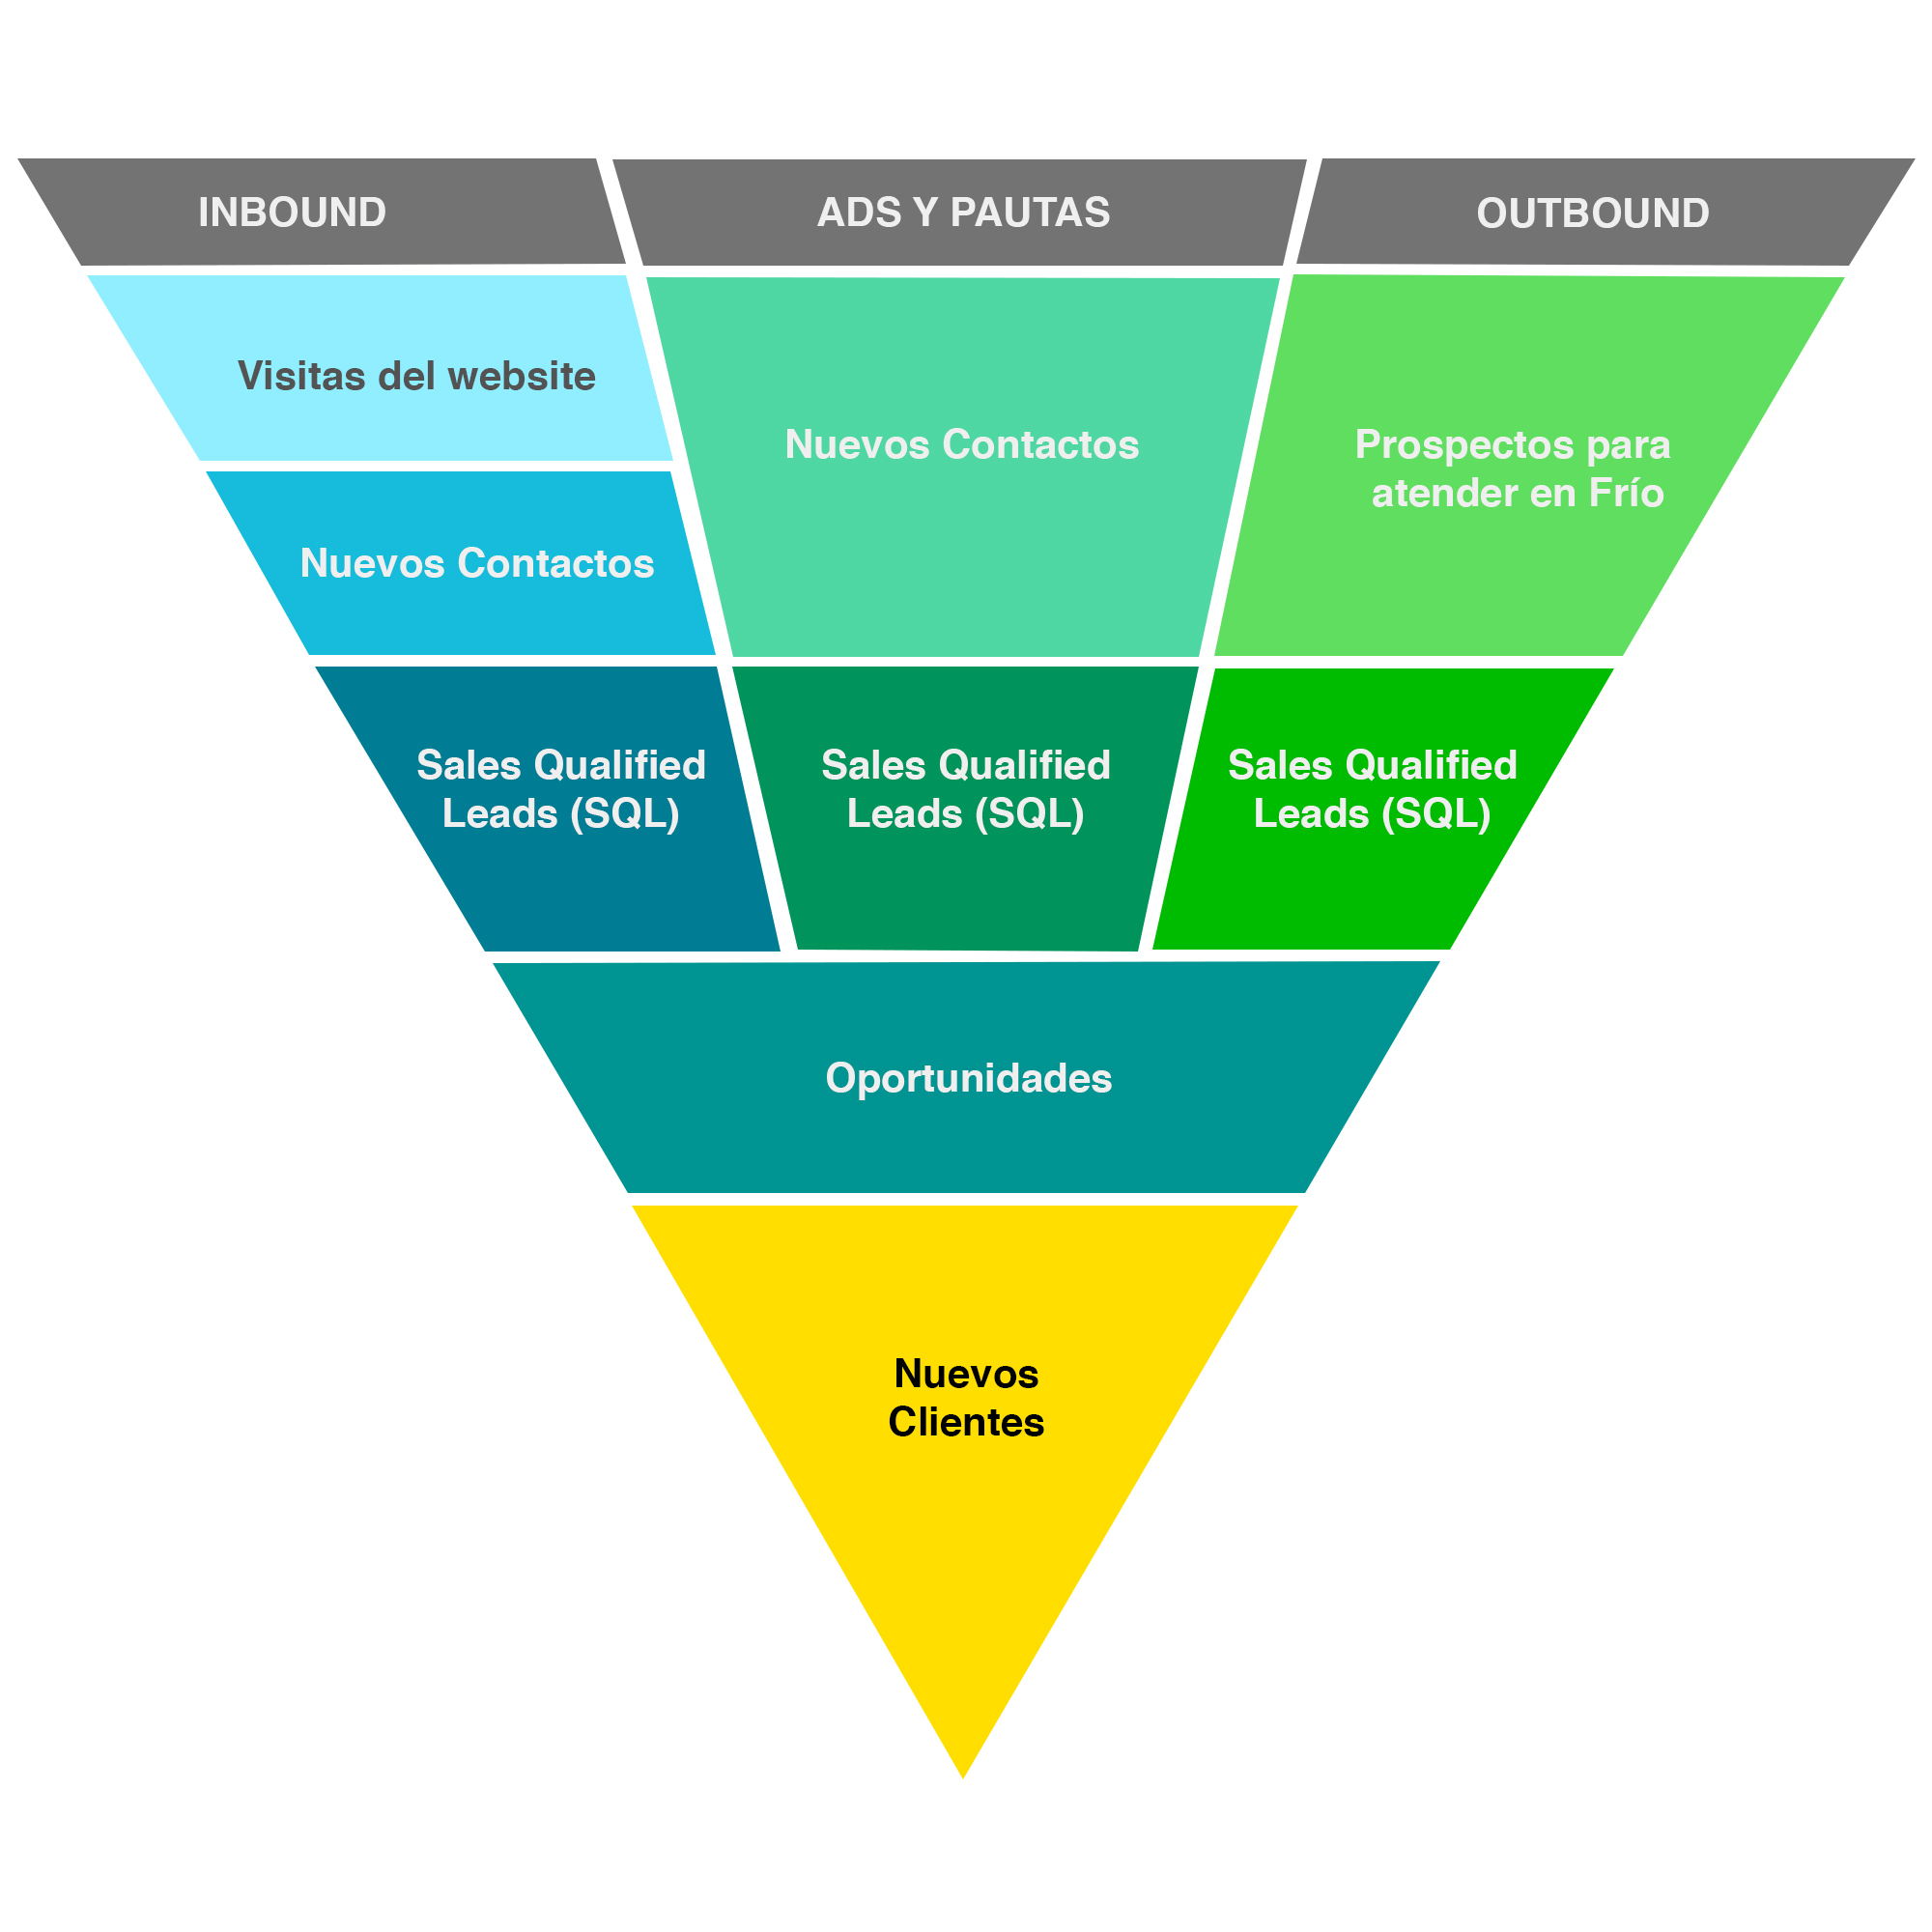 INBOUND
ADS Y PAUTAS
OUTBOUND
Visitas del website
Nuevos Contactos
Nuevos Contactos
Prospectos para
atender en Frío
Sales Qualified
Leads (SQL)
Sales Qualified
Leads (SQL)
Sales Qualified
Leads (SQL)
Oportunidades
Nuevos
Clientes